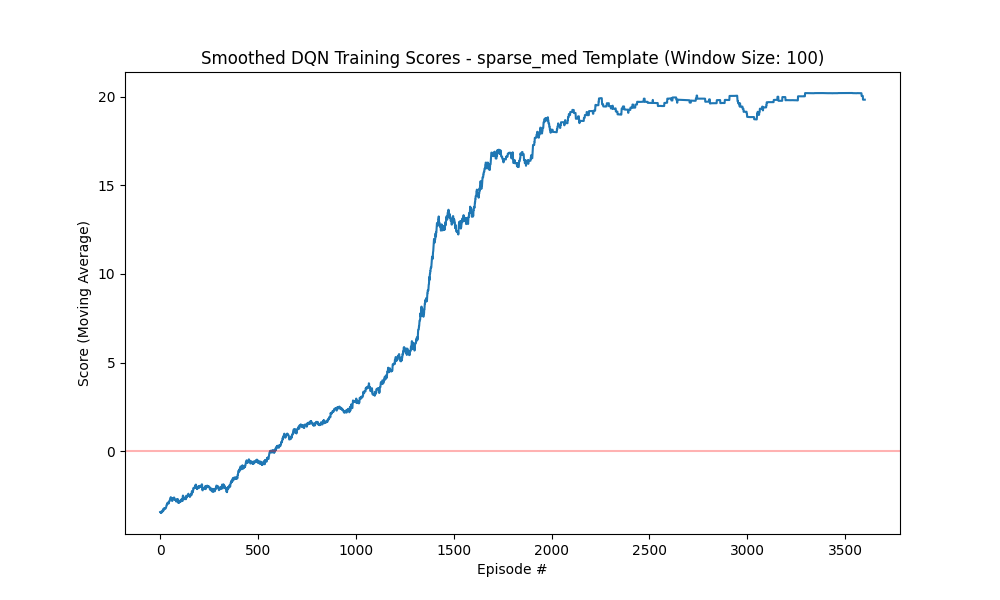 Smoothed DQN Training Scores - sparse_med Template (Window Size: 100)
20
15
10
5
0
Score (Moving Average)
0 500 1000 1500 2000 2500 3000 3500
Episode #